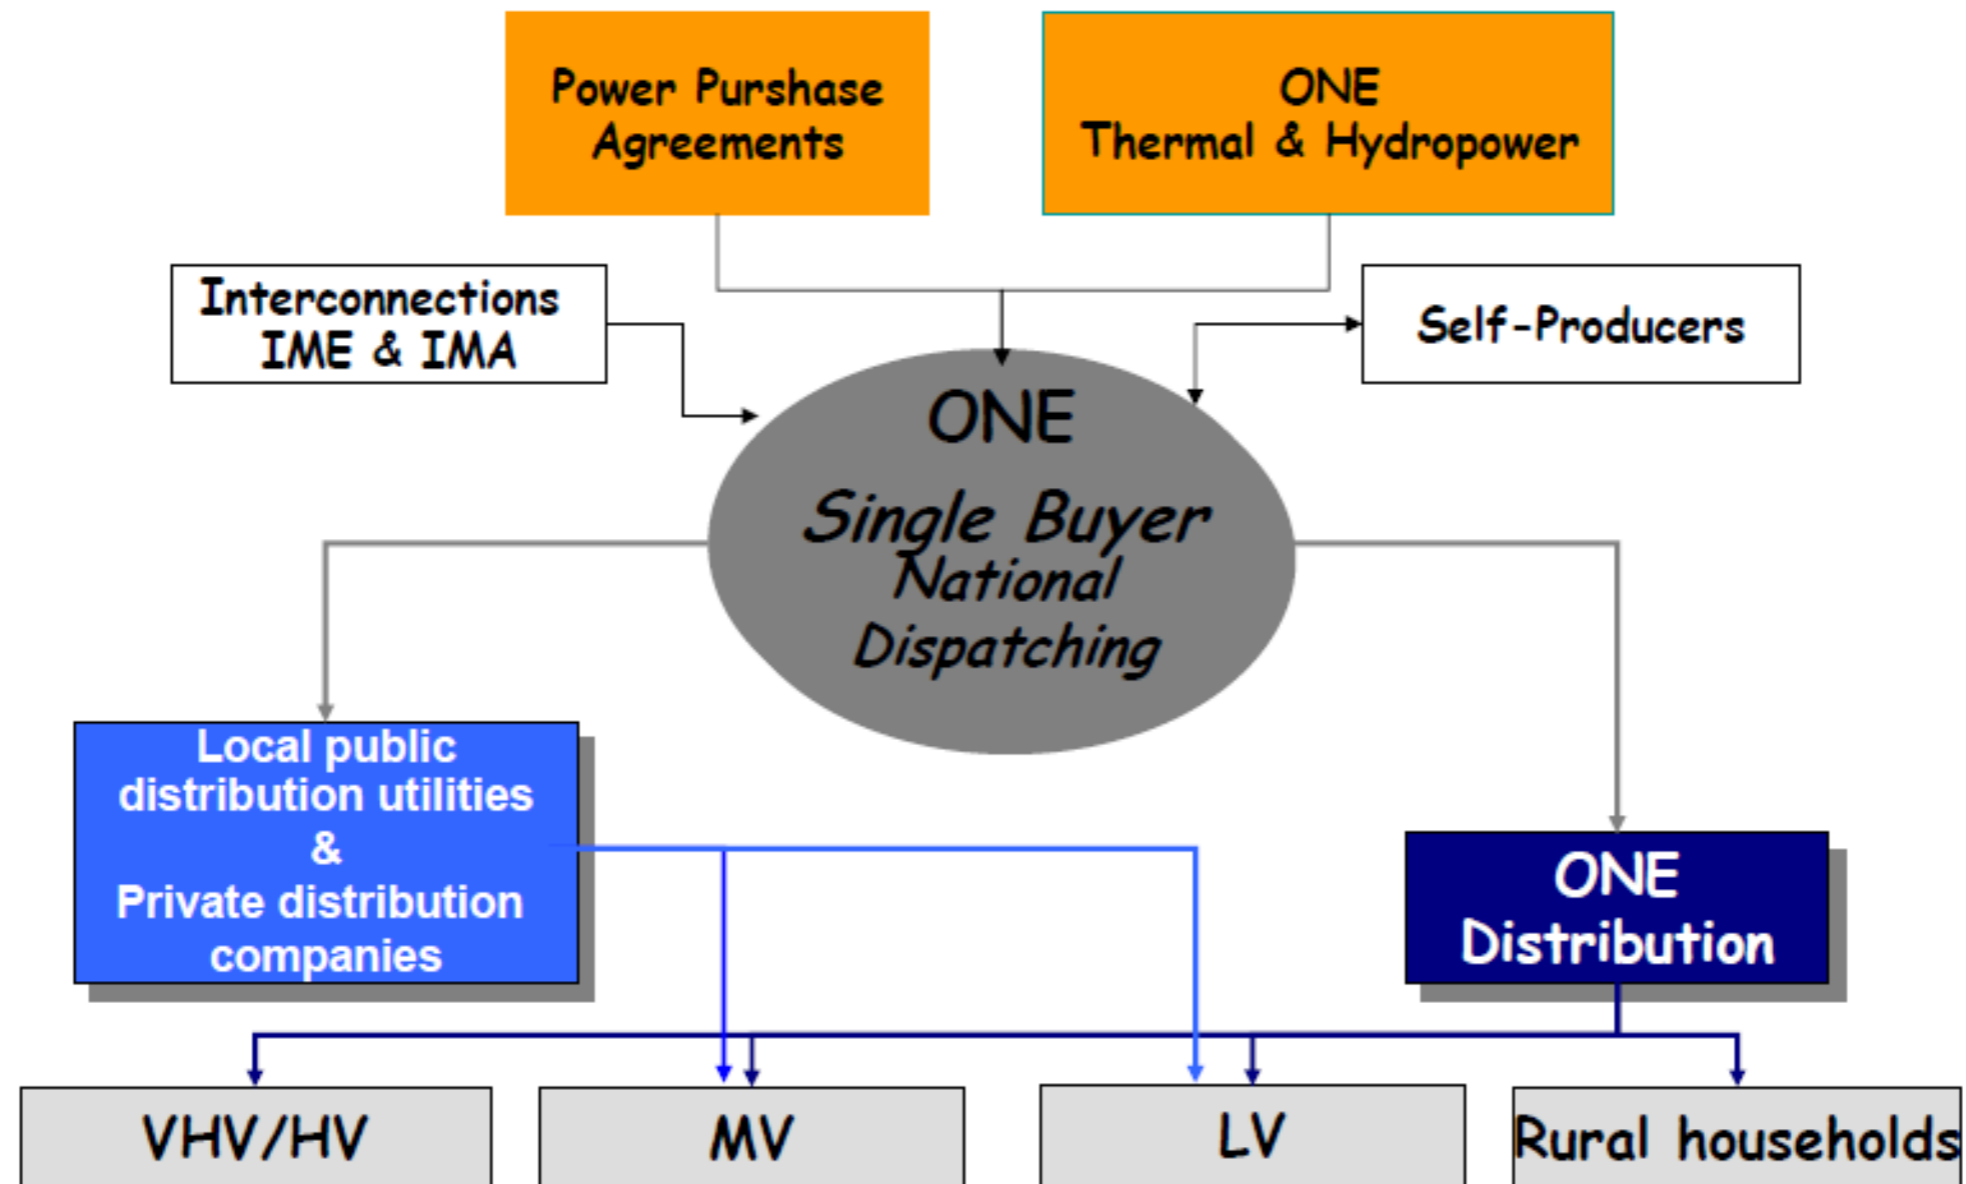 Power Purshase
Agreements
ONE
Thermal & Hydropower
Interconnections
IME & IMA
Self-Producers
ONE
Single Buyer
National
Dispatching
Local public
distribution utilities
&
Private distribution
companies
ONE
Distribution
VHV/HV
MV
LV
Rural households